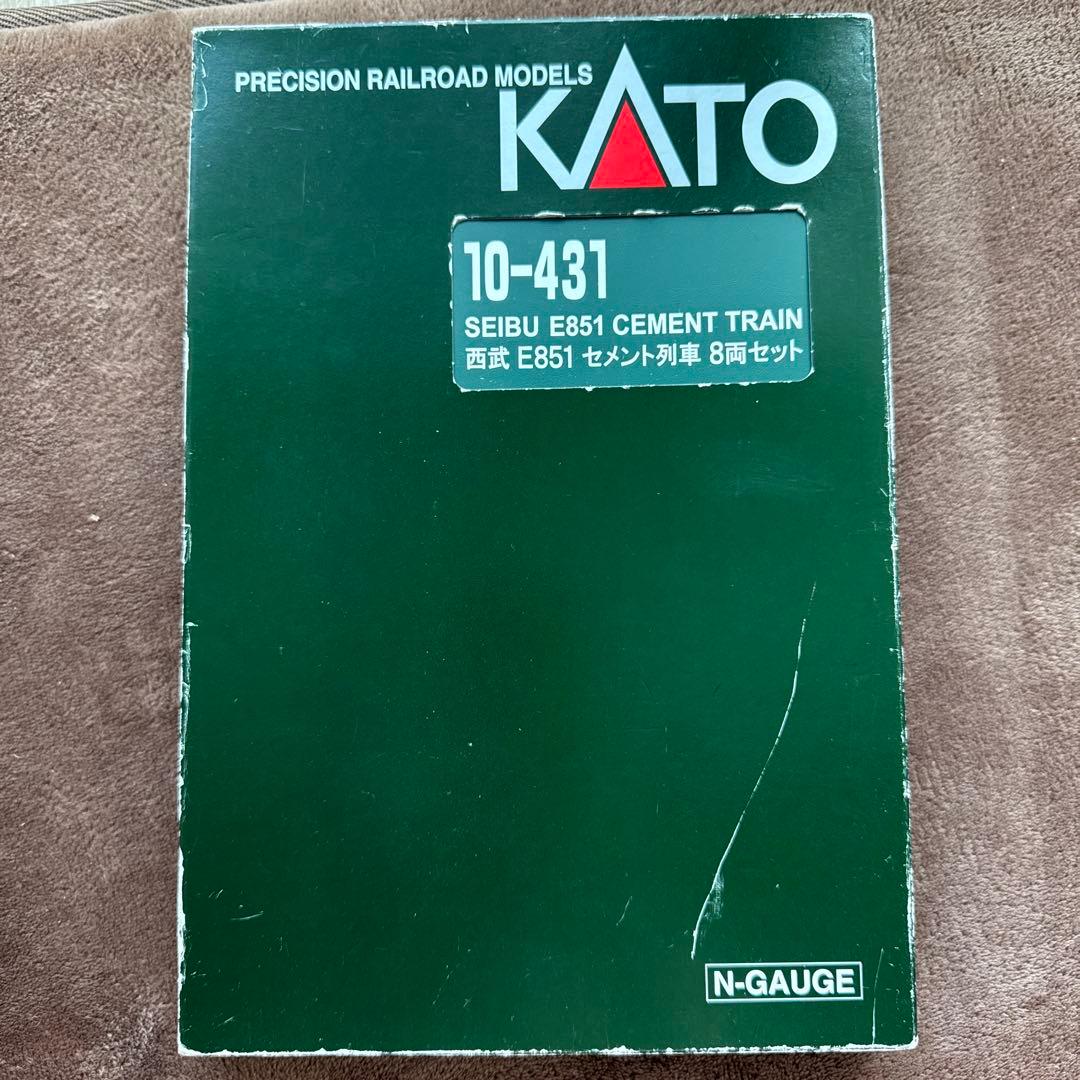 PRECISION RAILROAD MODELS
KATO
10-431
SEIBU E851 CEMENT TRAIN
西武 E851 セメント列車 8両セット
N-GAUGE